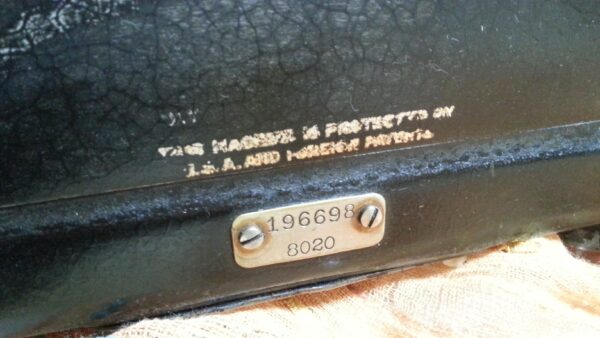 THIS MACHINE IS PROTECTED BY
U.S.A. AND FOREIGN PATENTS
196698
8020